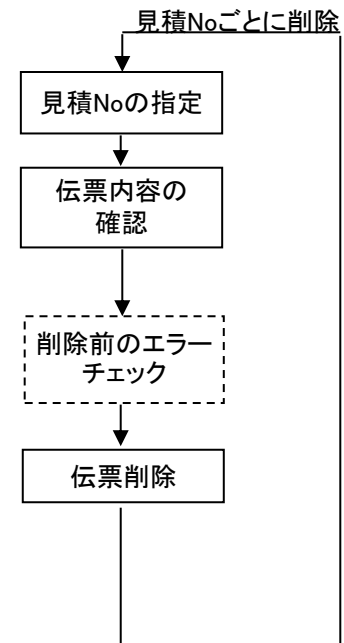 見積Noごとに削除
見積Noの指定
伝票内容の
確認
削除前のエラー
チェック
伝票削除